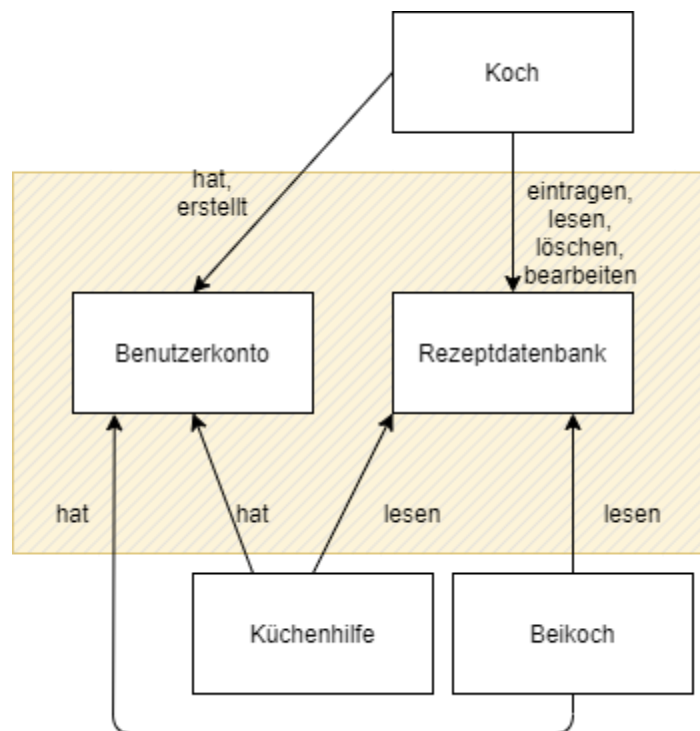 Koch
hat,
erstellt
eintragen,
lesen,
löschen,
bearbeiten
Benutzerkonto
Rezeptdatenbank
hat
hat
lesen
lesen
Küchenhilfe
Beikoch